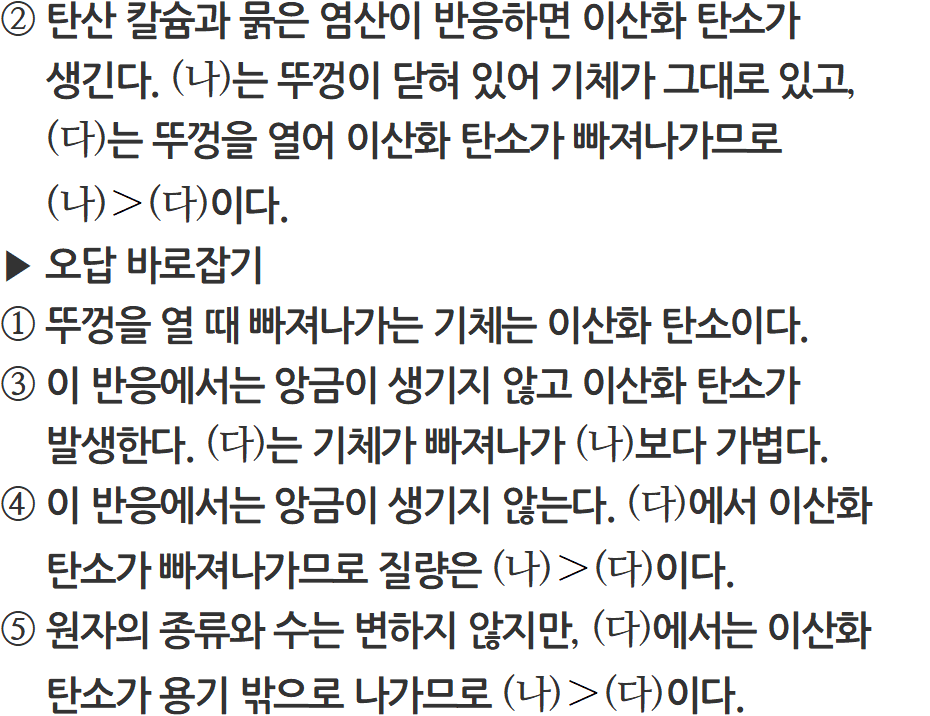 ② 탄산 칼슘과 묽은 염산이 반응하면 이산화 탄소가
생긴다. (나)는 뚜껑이 닫혀 있어 기체가 그대로 있고,
(다)는 뚜껑을 열어 이산화 탄소가 빠져나가므로
(나)>(다)이다.
▶ 오답 바로잡기
① 뚜껑을 열 때 빠져나가는 기체는 이산화 탄소이다.
③ 이 반응에서는 앙금이 생기지 않고 이산화 탄소가
발생한다. (다)는 기체가 빠져나가 (나)보다 가볍다.
④ 이 반응에서는 앙금이 생기지 않는다. (다)에서 이산화
탄소가 빠져나가므로 질량은 (나)>(다)이다.
⑤ 원자의 종류와 수는 변하지 않지만, (다)에서는 이산화
탄소가 용기 밖으로 나가므로 (나)>(다)이다.